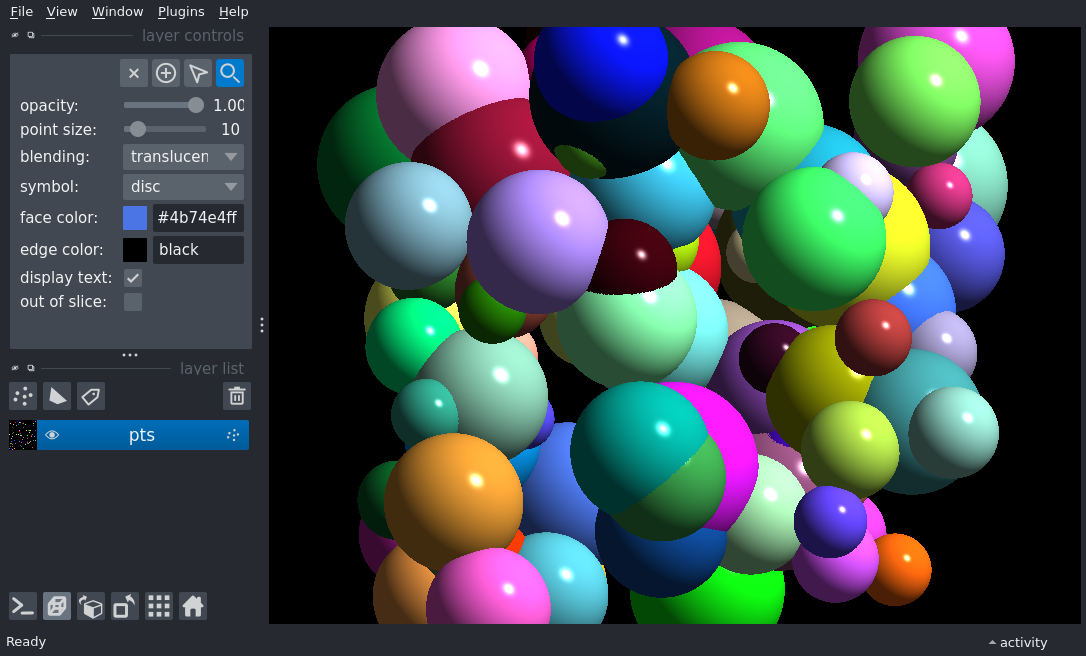 File View Window Plugins Help
layer controls
opacity: 1.00
point size: 10
blending: translucen
symbol: disc
face color: #4b74e4ff
edge color: black
display text:
out of slice:
layer list
pts
Ready
activity